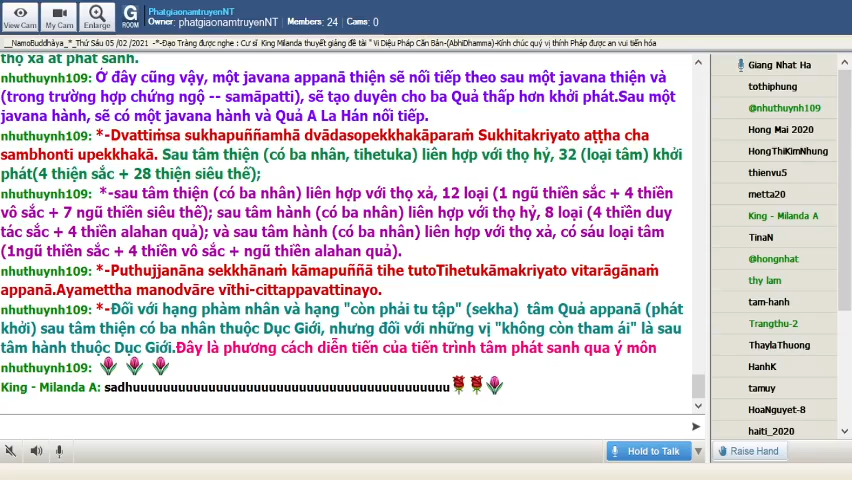 PhatgiaonamtruyenNT
Owner: phatgiaonamtruyenNT Members: 24 Cams: 0
View Cam
My Cam
Enlarge
G
ROOM
__NamoBuddhàya_*_Thứ Sáu 05 /02 /2021 -*-Đạo Tràng được nghe : Cư sĩ King Milanda thuyết giảng đề tài " Vi Diệu Pháp Căn Bản-(AbhiDhamma)-Kính chúc quý vị thính Pháp được an vui tiến hóa
thọ xả ắt phát sanh.
nhuthuynh109: Ở đây cũng vậy, một javana appanā thiện sẽ nối tiếp theo sau một javana thiện và
(trong trường hợp chứng ngộ -- samāpatti), sẽ tạo duyên cho ba Quả thấp hơn khởi phát.Sau một
javana hành, sẽ có một javana hành và Quả A La Hán nối tiếp.
nhuthuynh109: *-Dvattiṁsa sukhapuññamhā dvādasopekkhakāparaṁ Sukhitakriyato aṭṭha cha
sambhonti upekkhakā. Sau tâm thiện (có ba nhân, tihetuka) liên hợp với thọ hỷ, 32 (loại tâm) khởi
phát(4 thiện sắc + 28 thiện siêu thế);
nhuthuynh109: *-sau tâm thiện (có ba nhân) liên hợp với thọ xả, 12 loại (1 ngũ thiền sắc + 4 thiền
vô sắc + 7 ngũ thiền siêu thế); sau tâm hành (có ba nhân) liên hợp với thọ hỷ, 8 loại (4 thiền duy
tác sắc + 4 thiền alahan quả); và sau tâm hành (có ba nhân) liên hợp với thọ xả, có sáu loại tâm
(1ngũ thiền sắc + 4 thiền vô sắc + ngũ thiền alahan quả).
nhuthuynh109: *-Puthujjanāna sekkhānaṁ kāmapuññā tihe tutoTihetukāmakriyato vitarāgānaṁ
appanā.Ayamettha manodvāre vīthi-cittappavattinayo.
nhuthuynh109: *-Đối với hạng phàm nhân và hạng "còn phải tu tập" (sekha) tâm Quả appanā (phát
khởi) sau tâm thiện có ba nhân thuộc Dục Giới, nhưng đối với những vị "không còn tham ái" là sau
tâm hành thuộc Dục Giới.Đây là phương cách diễn tiến của tiến trình tâm phát sanh qua ý môn
nhuthuynh109:
King - Milanda A: sadhuuuuuuuuuuuuuuuuuuuuuuuuuuuuuuuuuuuuuuuuuu
Hold to Talk
Raise Hand
Giang Nhat Ha
tothiphung
@nhuthuynh109
Hong Mai 2020
HongThiKimNhung
thienvu5
metta20
King - Milanda A
TinaN
@hongnhat
thy lam
tam-hanh
Trangthu-2
ThaylaThuong
HanhK
tamuy
HoaNguyet-8
haiti_2020